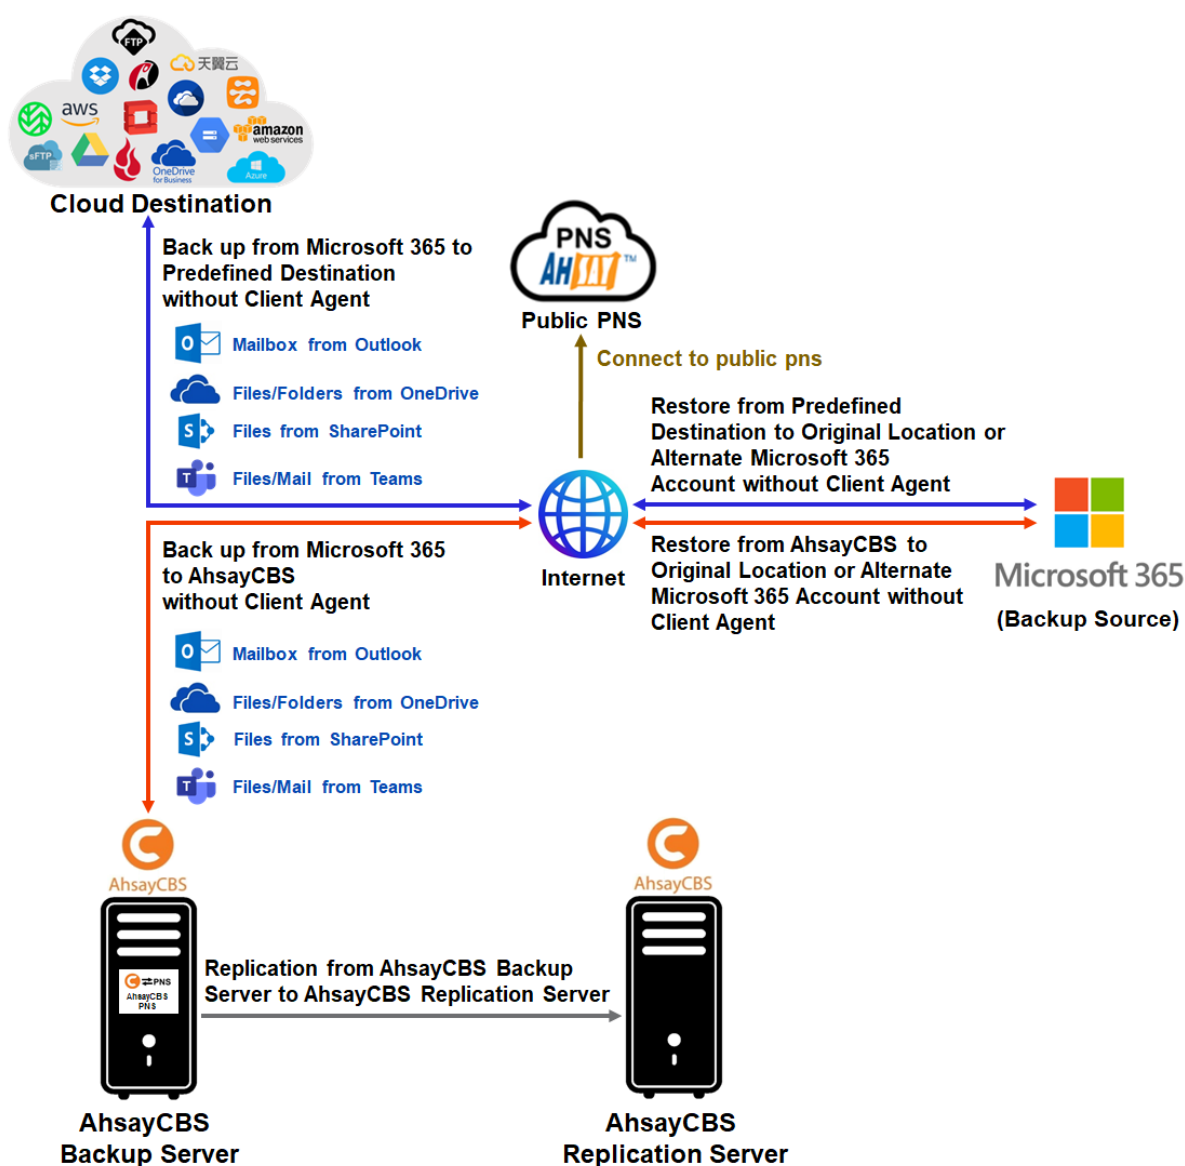 FTP
天翼云
aws
amazon
web services
sFTP
OneDrive
for Business
Azure
Cloud Destination
Back up from Microsoft 365 to
Predefined Destination
without Client Agent
O
Mailbox from Outlook
Files/Folders from OneDrive
S
Files from SharePoint
T
Files/Mail from Teams
PNS
AHSAY™
Public PNS
Connect to public pns
Restore from Predefined
Destination to Original Location or
Alternate Microsoft 365
Account without Client Agent
Internet
Restore from AhsayCBS to
Original Location or Alternate
Microsoft 365 Account without
Client Agent
Microsoft 365
(Backup Source)
Back up from Microsoft 365
to AhsayCBS
without Client Agent
O
Mailbox from Outlook
Files/Folders from OneDrive
S
Files from SharePoint
T
Files/Mail from Teams
AhsayCBS
PNS
AhsayCBS
PNS
Replication from AhsayCBS Backup
Server to AhsayCBS Replication Server
AhsayCBS
AhsayCBS
Backup Server
AhsayCBS
Replication Server